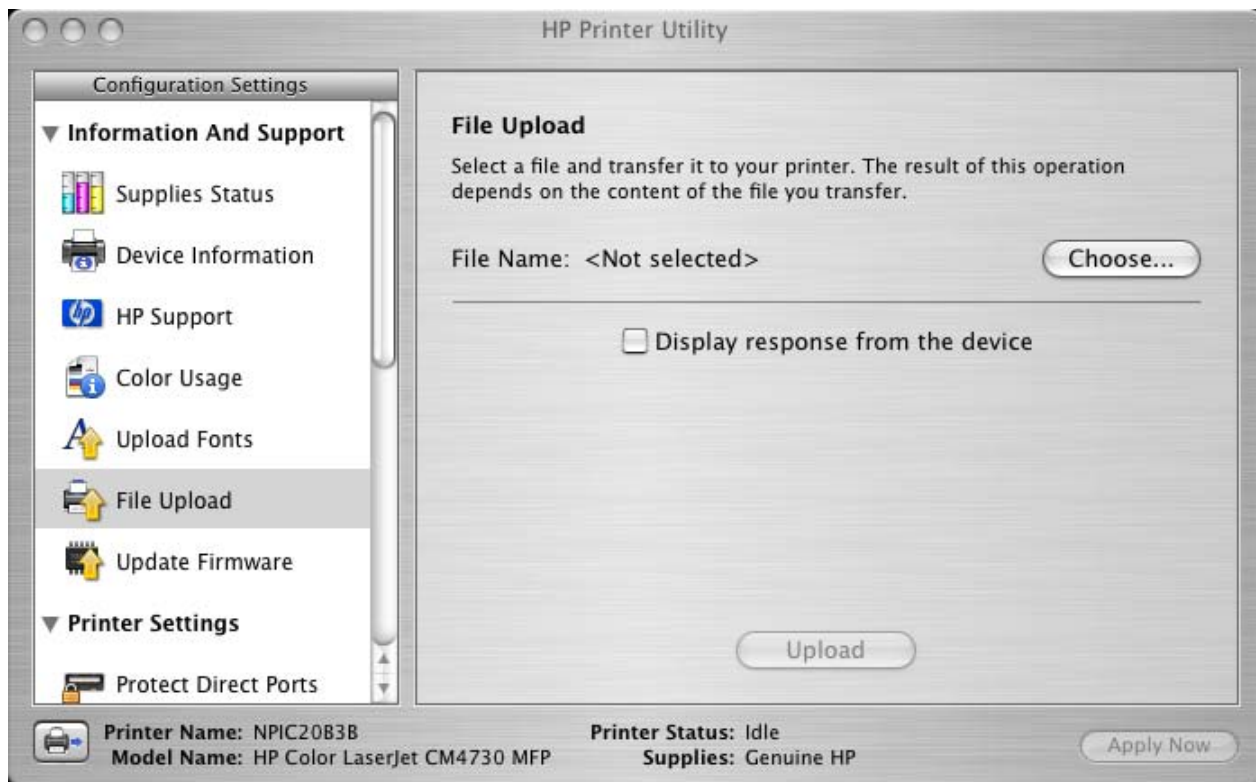 HP Printer Utility
Configuration Settings
Information And Support
Supplies Status
Device Information
HP Support
Color Usage
Upload Fonts
File Upload
Update Firmware
Printer Settings
Protect Direct Ports
File Upload
Select a file and transfer it to your printer. The result of this operation
depends on the content of the file you transfer.
File Name: <Not selected>
Choose...
Display response from the device
Upload
Printer Name: NPIC20B3B
Model Name: HP Color LaserJet CM4730 MFP
Printer Status: Idle
Supplies: Genuine HP
Apply Now